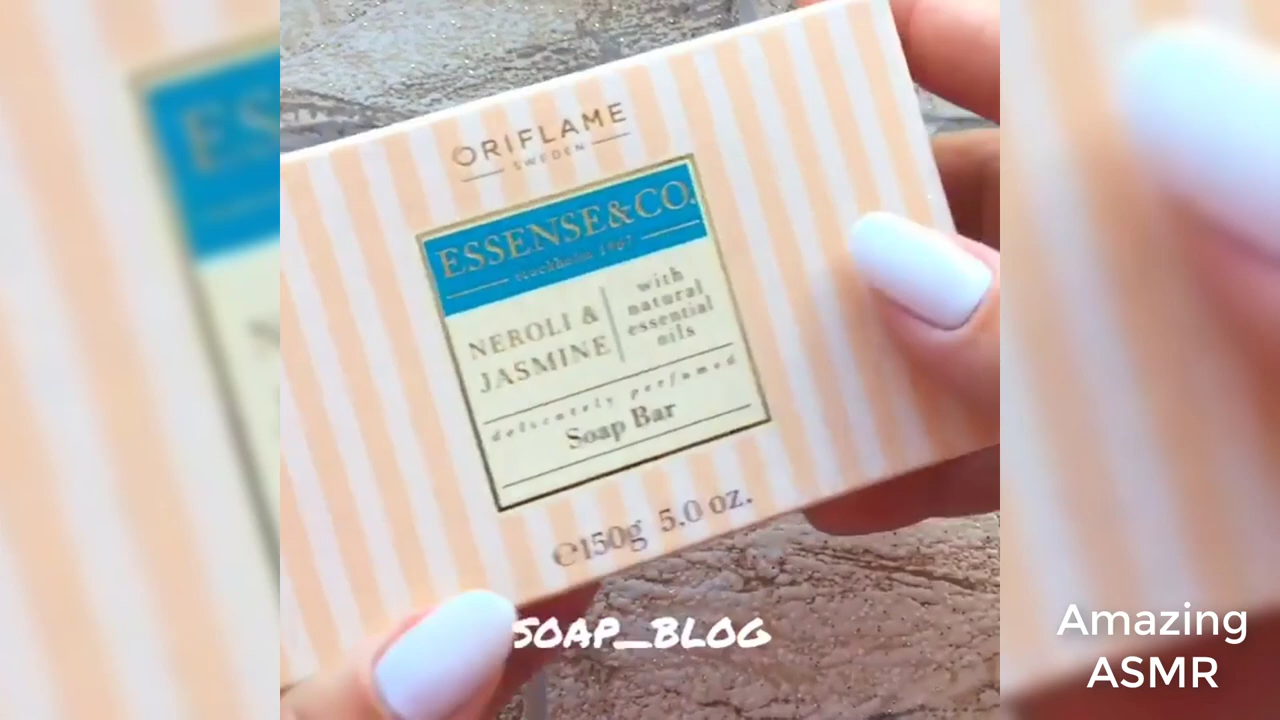 ORIFLAME
SWEDEN
ESSENSE&CO.
stockholm 1967
NEROLI &
JASMINE
with
natural
essential
oils
delicately perfumed
Soap Bar
℮150g 5.0 oz.
SOAP_BLOG
Amazing
ASMR